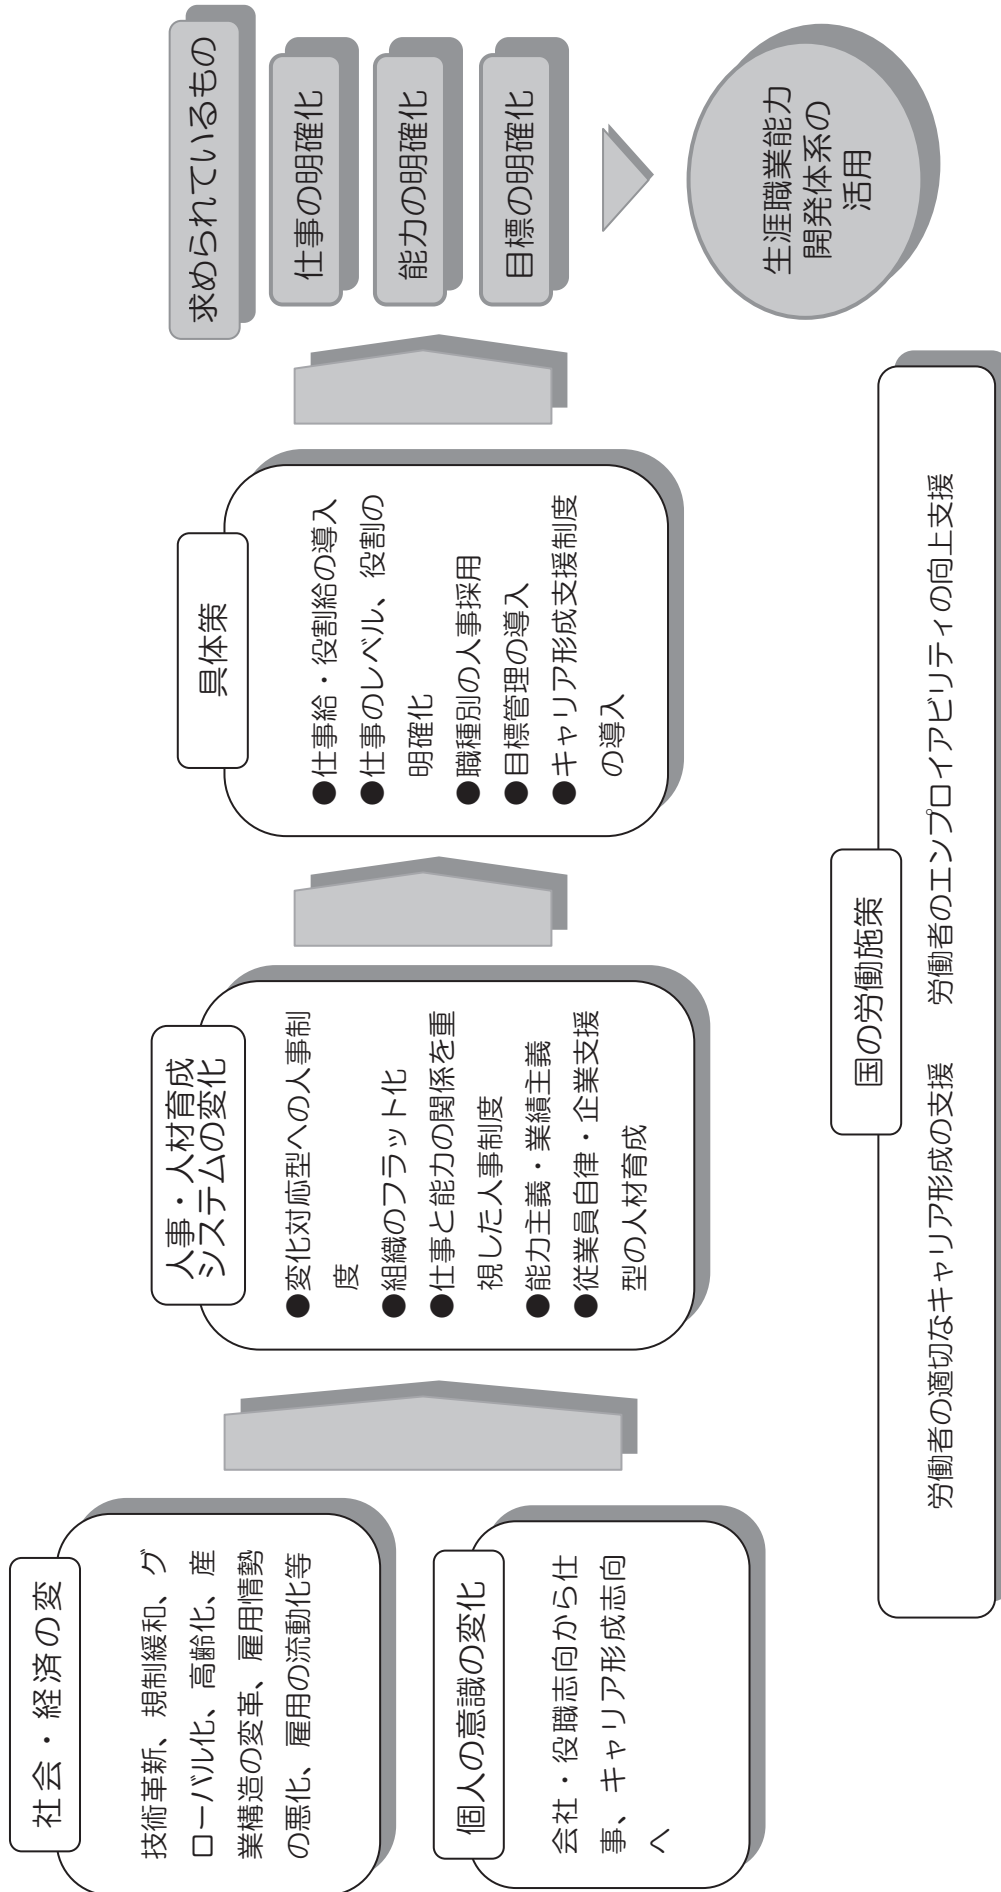 社会・経済の変
技術革新、規制緩和、グ
ローバル化、高齢化、産
業構造の変革、雇用情勢
の悪化、雇用の流動化等
個人の意識の変化
会社・役職志向から仕
事、キャリア形成志向
へ
人事・人材育成
システムの変化
●変化対応型への人事制
度
●組織のフラット化
●仕事と能力の関係を重
視した人事制度
●能力主義・業績主義
●従業員自律・企業支援
型の人材育成
具体策
●仕事給・役割給の導入
●仕事のレベル、役割の
明確化
●職種別の人事採用
●目標管理の導入
●キャリア形成支援制度
の導入
求められているもの
仕事の明確化
能力の明確化
目標の明確化
生涯職業能力
開発体系の
活用
国の労働施策
労働者の適切なキャリア形成の支援　労働者のエンプロイアビリティの向上支援